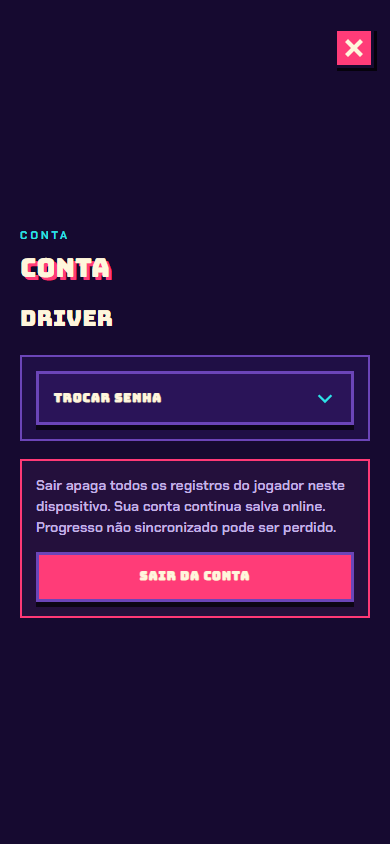 CONTA
CONTA
DRIVER
TROCAR SENHA
Sair apaga todos os registros do jogador neste
dispositivo. Sua conta continua salva online.
Progresso não sincronizado pode ser perdido.
SAIR DA CONTA